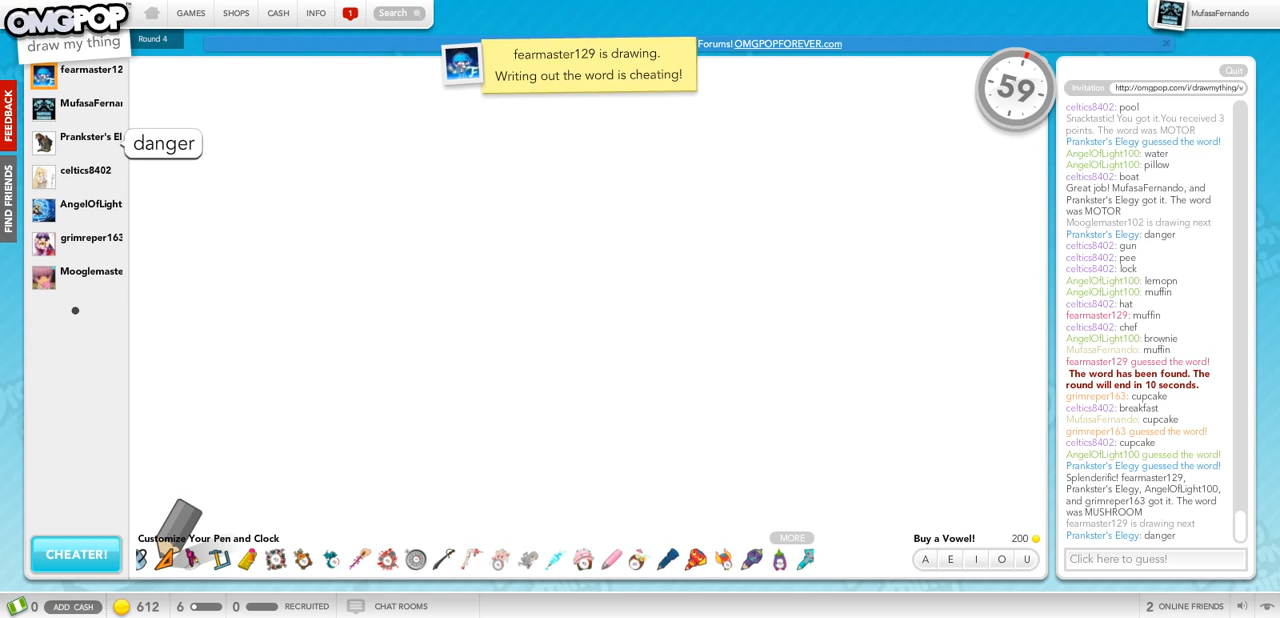 OMGPOP™
draw my thing
GAMES
SHOPS
CASH
INFO
1
Search
MufasaFernando
Round 4
Forums! OMGPOPFOREVER.com
fearmaster129 is drawing.
Writing out the word is cheating!
59
FEEDBACK
FIND FRIENDS
fearmaster12
MufasaFernar
Prankster's El
celtics8402
AngelOfLight
grimreper163
Mooglemaste
danger
CHEATER!
Customize Your Pen and Clock
MORE
Buy a Vowel!
200
A E I O U
Quit
Invitation
http://omgpop.com/i/drawmything/v
celtics8402: pool
Snacktastic! You got it.You received 3
points. The word was MOTOR
Prankster's Elegy guessed the word!
AngelOfLight100: water
AngelOfLight100: pillow
celtics8402: boat
Great job! MufasaFernando, and
Prankster's Elegy got it. The word
was MOTOR
Mooglemaster102 is drawing next
Prankster's Elegy: danger
celtics8402: gun
celtics8402: pee
celtics8402: lock
AngelOfLight100: lemopn
AngelOfLight100: muffin
celtics8402: hat
fearmaster129: muffin
celtics8402: chef
AngelOfLight100: brownie
MufasaFernando: muffin
fearmaster129 guessed the word!
The word has been found. The
round will end in 10 seconds.
grimreper163: cupcake
celtics8402: breakfast
MufasaFernando: cupcake
grimreper163 guessed the word!
celtics8402: cupcake
AngelOfLight100 guessed the word!
Prankster's Elegy guessed the word!
Splenderific! fearmaster129,
Prankster's Elegy, AngelOfLight100,
and grimreper163 got it. The word
was MUSHROOM
fearmaster129 is drawing next
Prankster's Elegy: danger
Click here to guess!
0
ADD CASH
612
6
0
RECRUITED
CHAT ROOMS
2 ONLINE FRIENDS